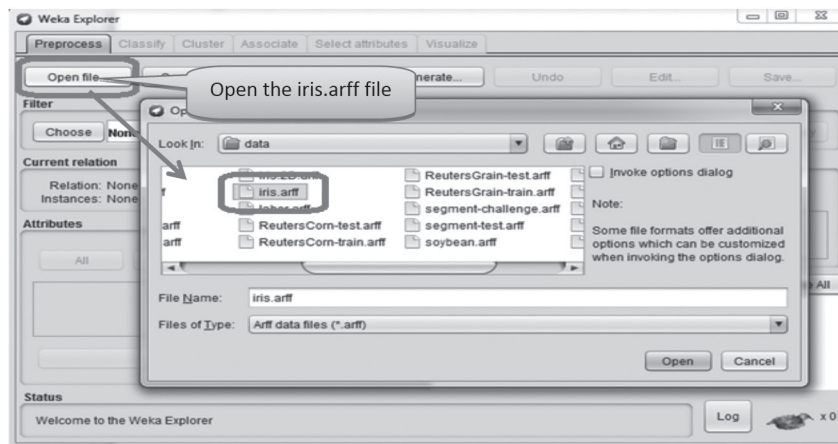 Weka Explorer
Preprocess Classify Cluster Associate Select attributes Visualize
Open file... Undo Edit... Save...
Open the iris.arff file
Filter
Choose None
Look In: data
Current relation
Relation: None
Instances: None
Attributes
All
iris.arff
ReutersCorn-test.arff
ReutersCorn-train.arff
ReutersGrain-test.arff
ReutersGrain-train.arff
segment-challenge.arff
segment-test.arff
soybean.arff
arff
arff
Invoke options dialog
Note:
Some file formats offer additional
options which can be customized
when invoking the options dialog.
File Name: iris.arff
Files of Type: Arff data files (*.arff)
Open Cancel
All
Status
Welcome to the Weka Explorer
Log x 0